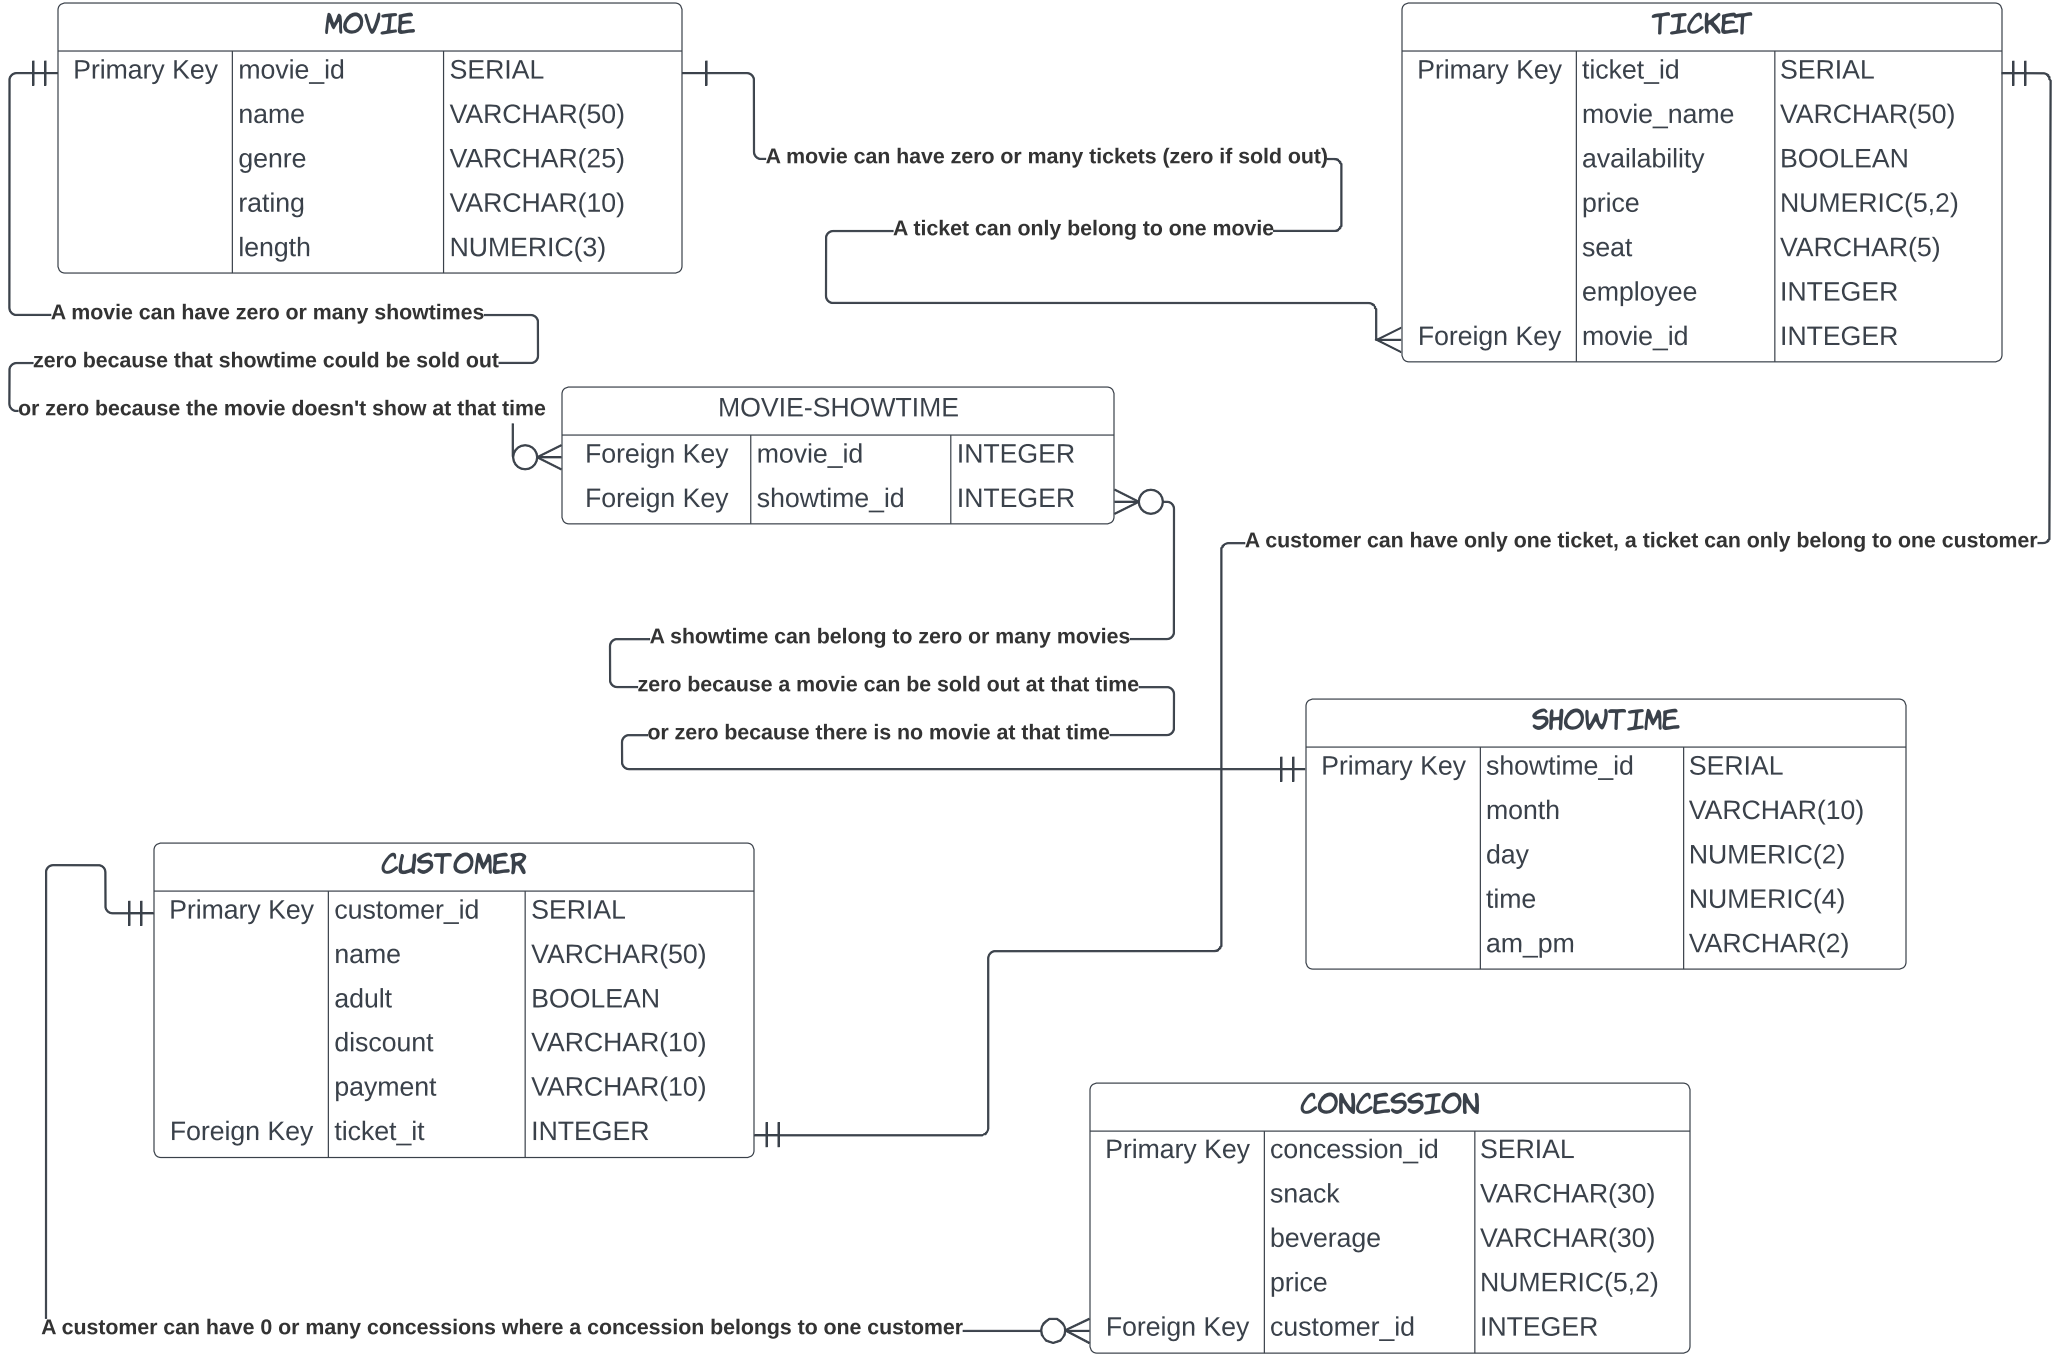 MOVIE
Primary Key movie_id SERIAL
name VARCHAR(50)
genre VARCHAR(25)
rating VARCHAR(10)
length NUMERIC(3)
TICKET
Primary Key ticket_id SERIAL
movie_name VARCHAR(50)
availability BOOLEAN
price NUMERIC(5,2)
seat VARCHAR(5)
employee INTEGER
Foreign Key movie_id INTEGER
A movie can have zero or many tickets (zero if sold out)
A ticket can only belong to one movie
A movie can have zero or many showtimes
zero because that showtime could be sold out
or zero because the movie doesn't show at that time
MOVIE-SHOWTIME
Foreign Key movie_id INTEGER
Foreign Key showtime_id INTEGER
A customer can have only one ticket, a ticket can only belong to one customer
A showtime can belong to zero or many movies
zero because a movie can be sold out at that time
or zero because there is no movie at that time
SHOWTIME
Primary Key showtime_id SERIAL
month VARCHAR(10)
day NUMERIC(2)
time NUMERIC(4)
am_pm VARCHAR(2)
CUSTOMER
Primary Key customer_id SERIAL
name VARCHAR(50)
adult BOOLEAN
discount VARCHAR(10)
payment VARCHAR(10)
Foreign Key ticket_it INTEGER
CONCESSION
Primary Key concession_id SERIAL
snack VARCHAR(30)
beverage VARCHAR(30)
price NUMERIC(5,2)
Foreign Key customer_id INTEGER
A customer can have 0 or many concessions where a concession belongs to one customer